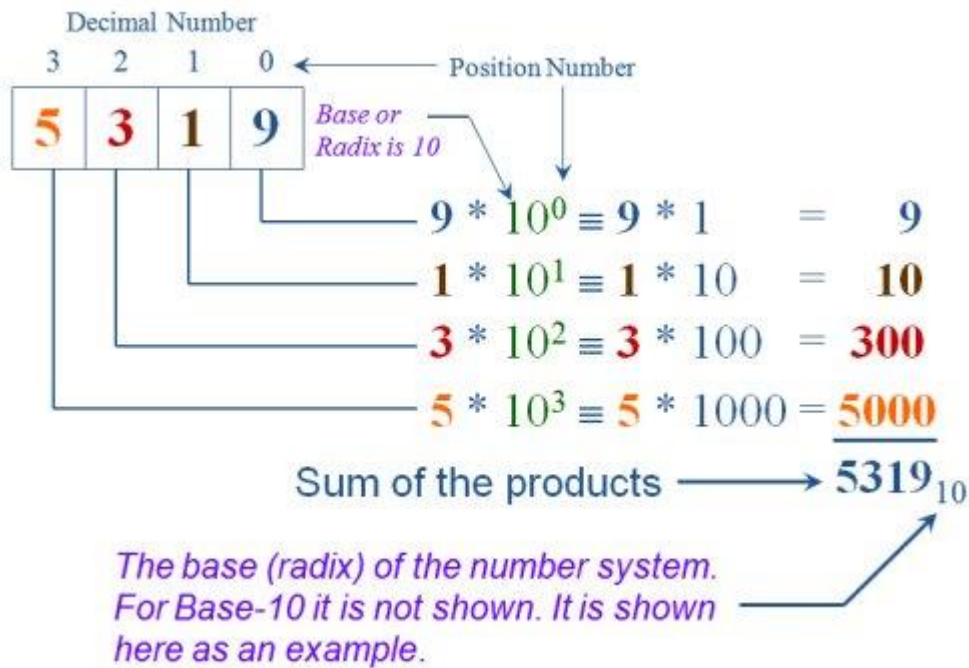 Decimal Number
3 2 1 0
Position Number
5 3 1 9
Base or
Radix is 10
9 * 10⁰ ≡ 9 * 1 = 9
1 * 10¹ ≡ 1 * 10 = 10
3 * 10² ≡ 3 * 100 = 300
5 * 10³ ≡ 5 * 1000 = 5000
Sum of the products 5319₁₀
The base (radix) of the number system.
For Base-10 it is not shown. It is shown
here as an example.